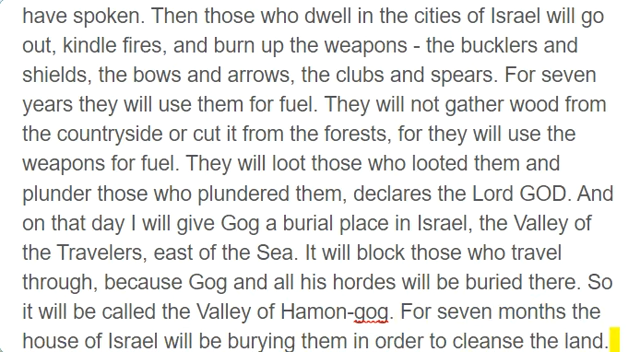 have spoken. Then those who dwell in the cities of Israel will go
out, kindle fires, and burn up the weapons - the bucklers and
shields, the bows and arrows, the clubs and spears. For seven
years they will use them for fuel. They will not gather wood from
the countryside or cut it from the forests, for they will use the
weapons for fuel. They will loot those who looted them and
plunder those who plundered them, declares the Lord GOD. And
on that day I will give Gog a burial place in Israel, the Valley of
the Travelers, east of the Sea. It will block those who travel
through, because Gog and all his hordes will be buried there. So
it will be called the Valley of Hamon-gog. For seven months the
house of Israel will be burying them in order to cleanse the land.